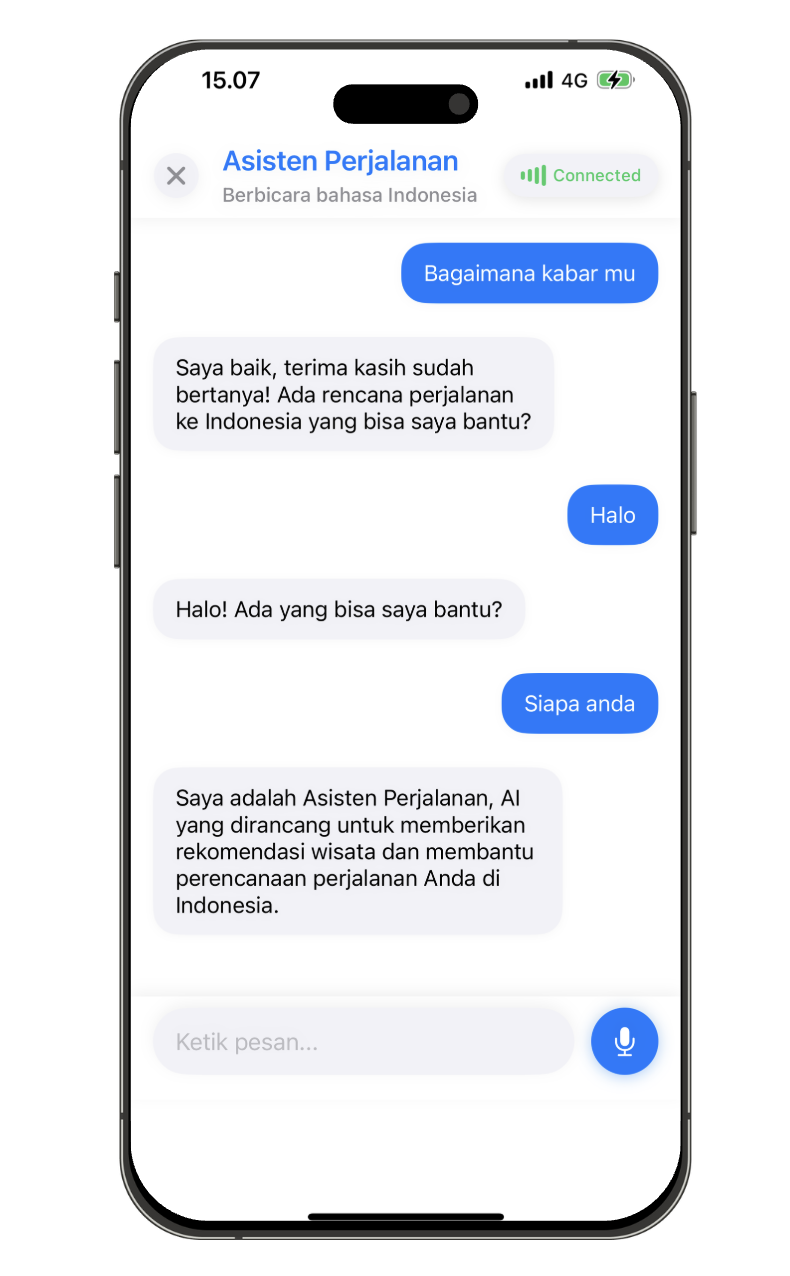 15.07
4G
Asisten Perjalanan
Berbicara bahasa Indonesia
Connected
Bagaimana kabar mu
Saya baik, terima kasih sudah
bertanya! Ada rencana perjalanan
ke Indonesia yang bisa saya bantu?
Halo
Halo! Ada yang bisa saya bantu?
Siapa anda
Saya adalah Asisten Perjalanan, AI
yang dirancang untuk memberikan
rekomendasi wisata dan membantu
perencanaan perjalanan Anda di
Indonesia.
Ketik pesan...